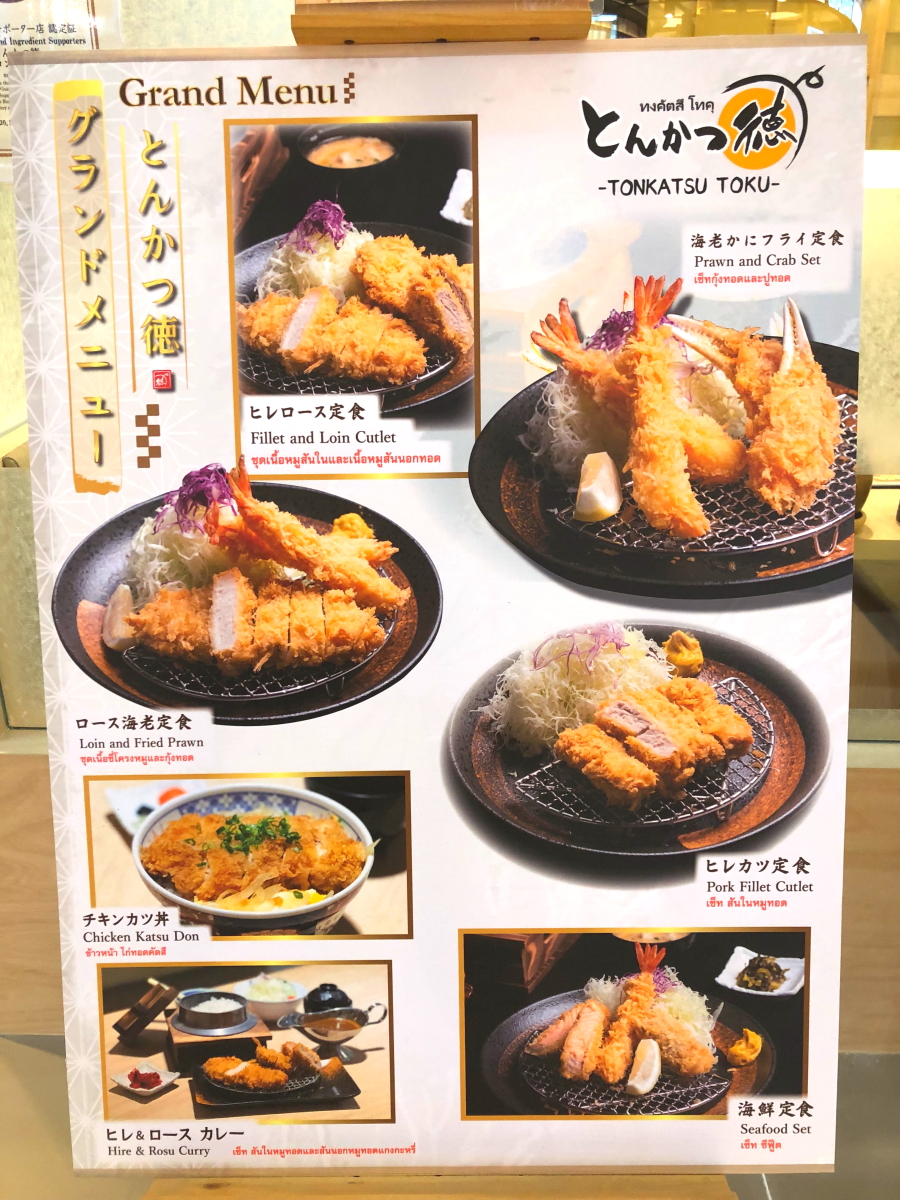 ポーター店 認定証
d Ingredient Supporters
Grand Menu
グランドメニュー
とんかつ徳
ทงคัตสึ โทคุ
とんかつ徳
-TONKATSU TOKU-
海老かにフライ定食
Prawn and Crab Set
เซ็ทกุ้งทอดและปูทอด
ヒレロース定食
Fillet and Loin Cutlet
ชุดเนื้อหมูสันในและเนื้อหมูสันนอกทอด
ロース海老定食
Loin and Fried Prawn
ชุดเนื้อซี่โครงหมูและกุ้งทอด
ヒレカツ定食
Pork Fillet Cutlet
เซ็ท สันในหมูทอด
チキンカツ丼
Chicken Katsu Don
ข้าวหน้า ไก่ทอดคัตสึ
海鮮定食
Seafood Set
เซ็ท ซีฟู๊ด
ヒレ&ロース カレー
Hire & Rosu Curry
เซ็ท สันในหมูทอดและสันนอกหมูทอดแกงกะหรี่